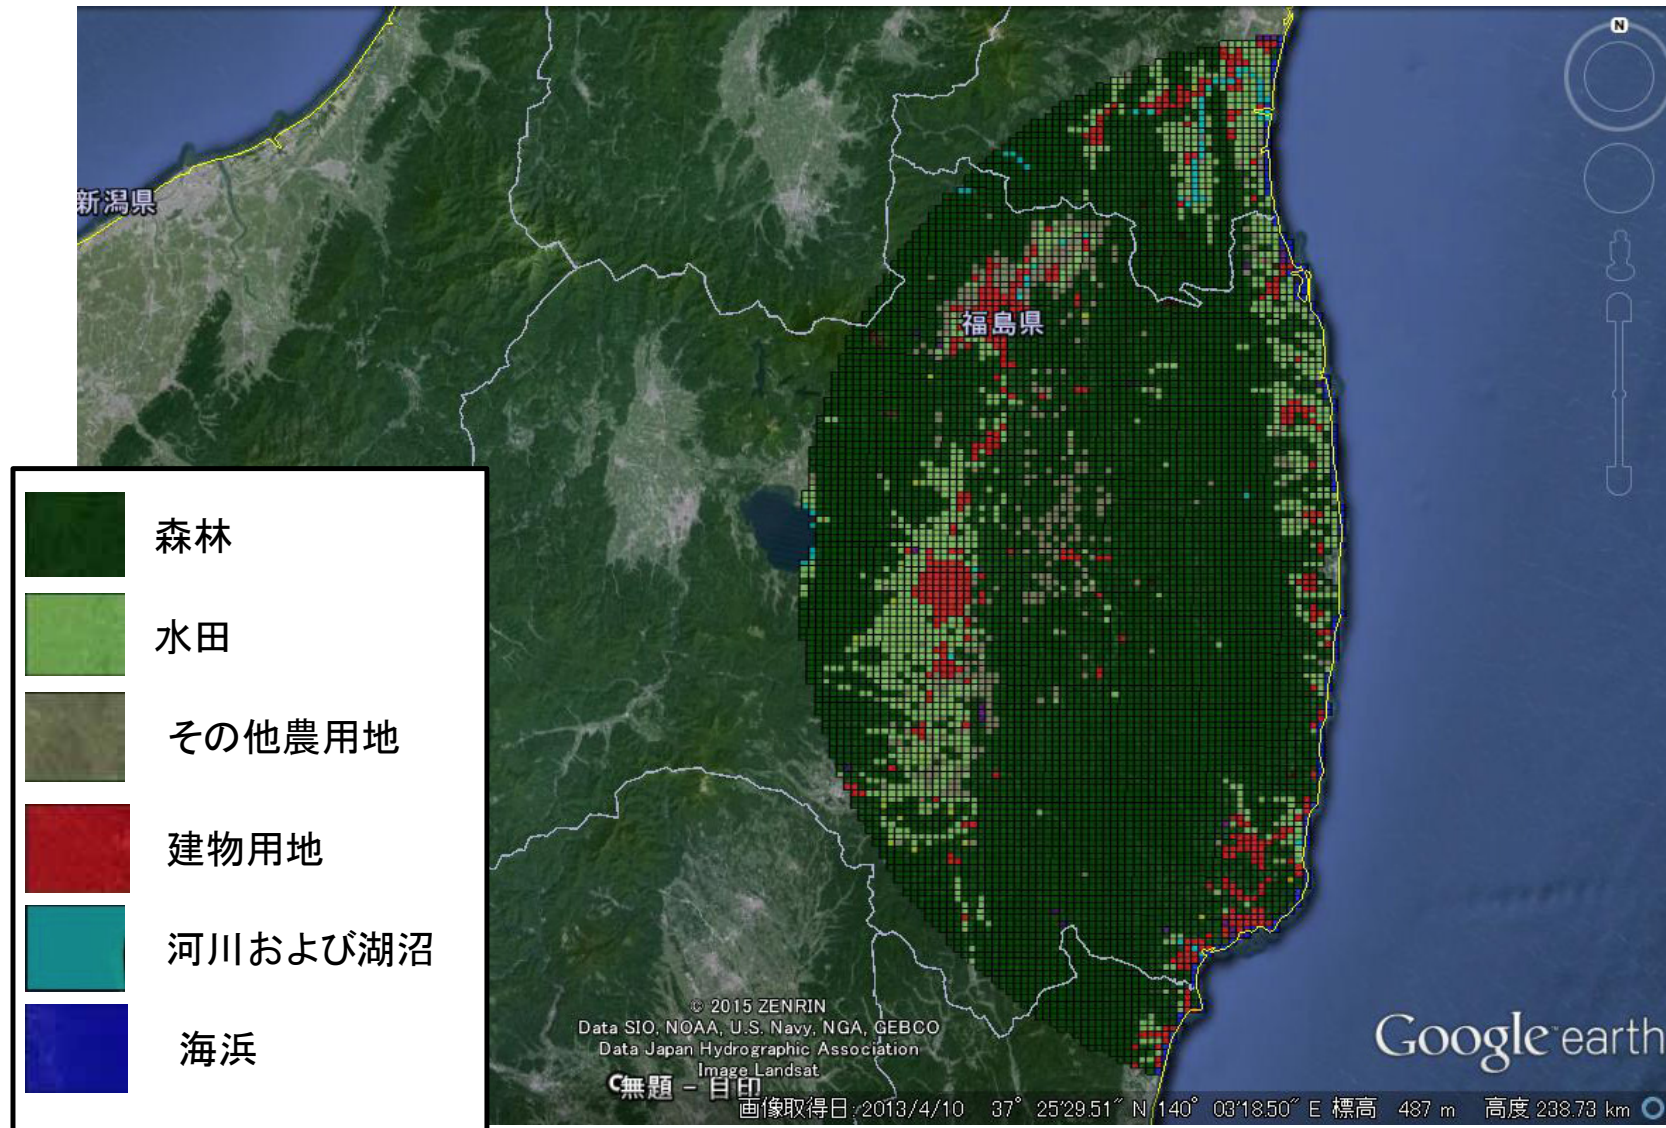 N
新潟県
福島県
森林
水田
その他農用地
建物用地
河川および湖沼
海浜
© 2015 ZENRIN
Data SIO, NOAA, U.S. Navy, NGA, GEBCO
Data Japan Hydrographic Association
Image Landsat
無題 - 目印
Google earth
画像取得日: 2013/4/10 37° 25'29.51" N 140° 03'18.50" E 標高 487 m 高度 238.73 km